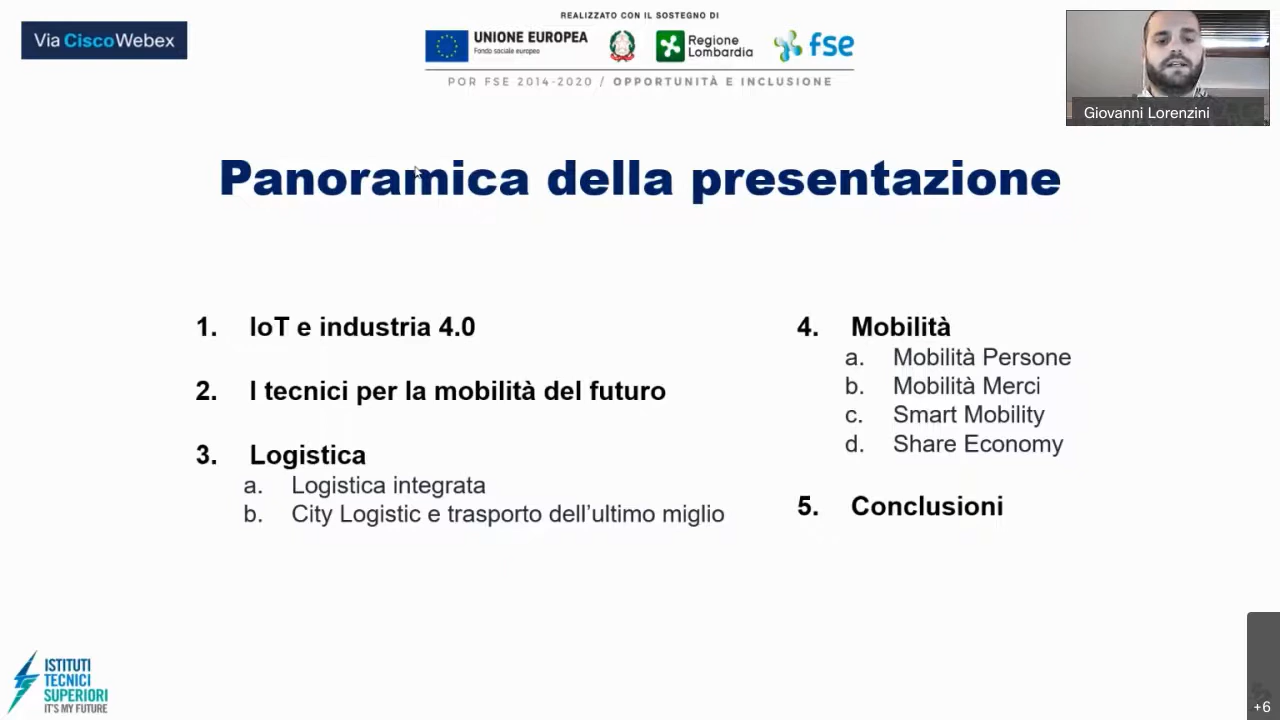 Via CiscoWebex
REALIZZATO CON IL SOSTEGNO DI
UNIONE EUROPEA
Fondo sociale europeo
Regione
Lombardia
fse
POR FSE 2014-2020 / OPPORTUNITÀ E INCLUSIONE
Giovanni Lorenzini
Panoramica della presentazione
1. IoT e industria 4.0
2. I tecnici per la mobilità del futuro
3. Logistica
a. Logistica integrata
b. City Logistic e trasporto dell’ultimo miglio
4. Mobilità
a. Mobilità Persone
b. Mobilità Merci
c. Smart Mobility
d. Share Economy
5. Conclusioni
ISTITUTI
TECNICI
SUPERIORI
IT'S MY FUTURE
+6